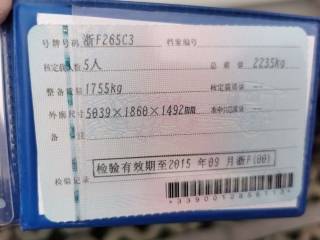 号牌号码 浙F265C3 档案编号
核定载人数 5人 总质量 2235kg
整备质量 1755kg 核定载质量 --
外廓尺寸 5039×1860×1492mm 准牵引总质量 --
备注
检验有效期至2015年09月浙F(00)
检验记录